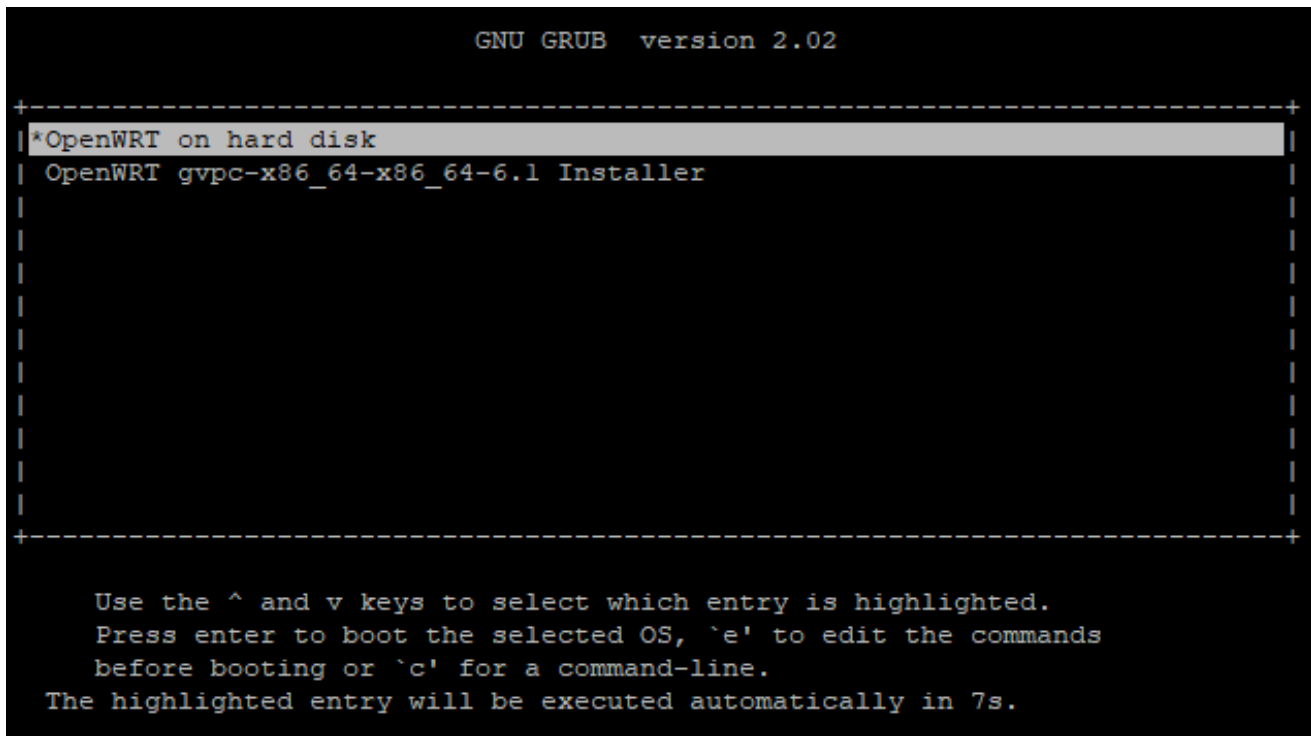 GNU GRUB  version 2.02
*OpenWRT on hard disk
OpenWRT gvpc-x86_64-x86_64-6.1 Installer
Use the ^ and v keys to select which entry is highlighted.
Press enter to boot the selected OS, `e' to edit the commands
before booting or `c' for a command-line.
The highlighted entry will be executed automatically in 7s.